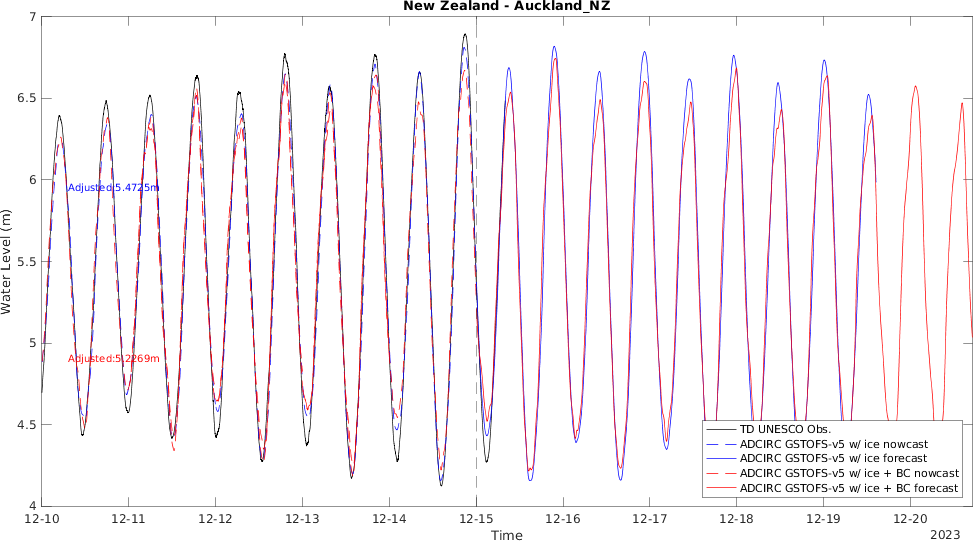 New Zealand - Auckland_NZ
7
6.5
6
5.5
5
4.5
4
Water Level (m)
Adjusted:5.4725m
Adjusted:5.2269m
TD UNESCO Obs.
ADCIRC GSTOFS-v5 w/ ice nowcast
ADCIRC GSTOFS-v5 w/ ice forecast
ADCIRC GSTOFS-v5 w/ ice + BC nowcast
ADCIRC GSTOFS-v5 w/ ice + BC forecast
12-10 12-11 12-12 12-13 12-14 12-15 12-16 12-17 12-18 12-19 12-20
Time
2023